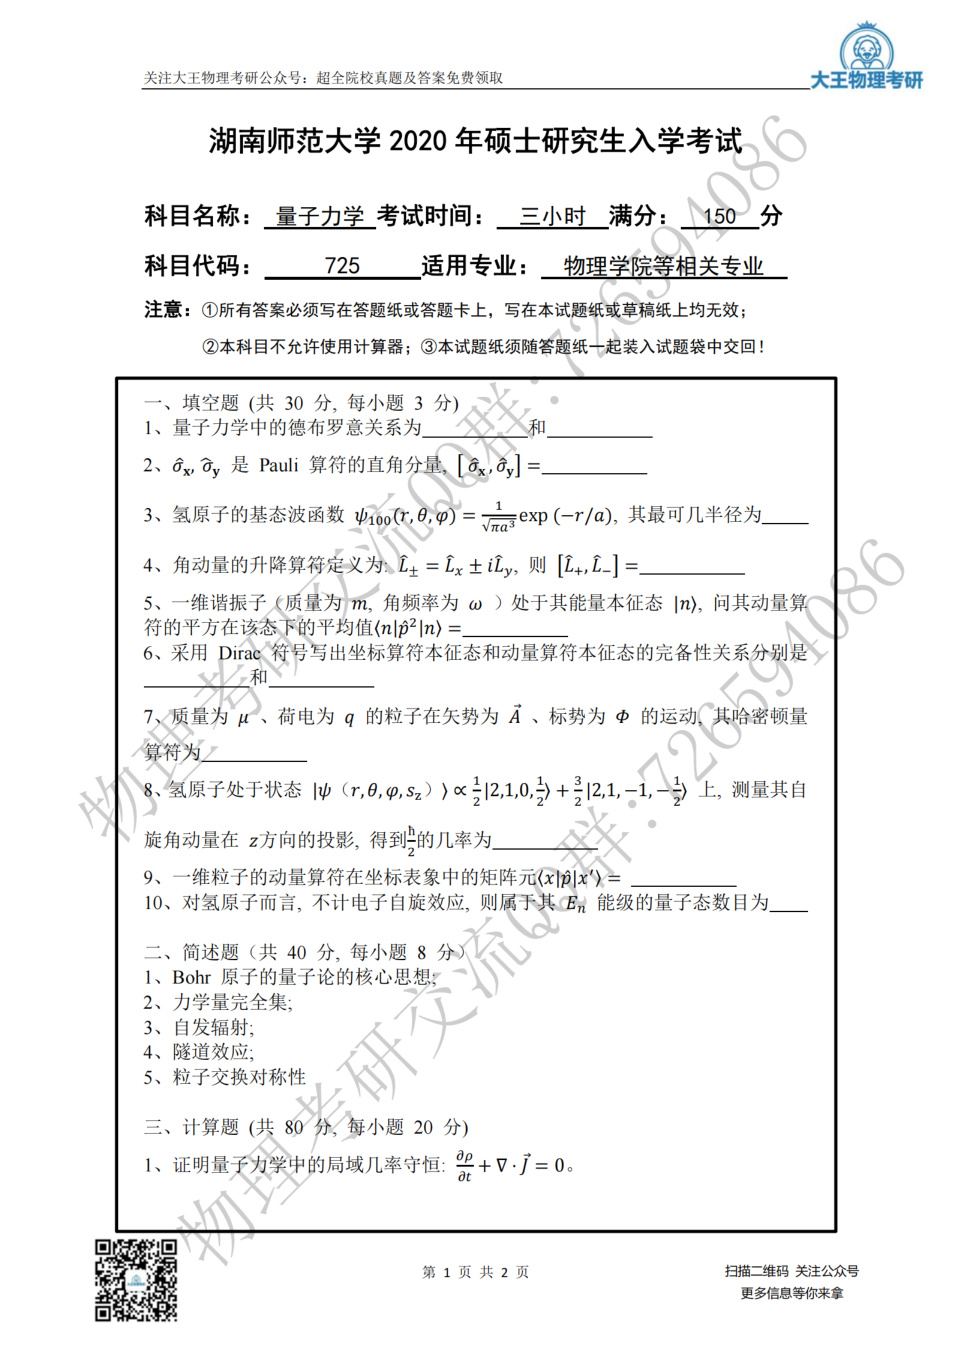 关注大王物理考研公众号：超全院校真题及答案免费领取
大王物理考研
湖南师范大学 2020 年硕士研究生入学考试
科目名称： 量子力学 考试时间： 三小时 满分： 150 分
科目代码： 725 适用专业： 物理学院等相关专业
注意：①所有答案必须写在答题纸或答题卡上，写在本试题纸或草稿纸上均无效；
②本科目不允许使用计算器；③本试题纸须随答题纸一起装入试题袋中交回！
一、填空题 (共 30 分, 每小题 3 分)
1、量子力学中的德布罗意关系为__________和__________
2、σ̂ₓ, σ̂_y 是 Pauli 算符的直角分量, [ σ̂ₓ , σ̂_y] =__________
3、氢原子的基态波函数 ψ₁₀₀(r, θ, φ) = 1/√(πa³) exp (−r/a), 其最可几半径为_____
4、角动量的升降算符定义为: L̂± = L̂ₓ ± iL̂_y, 则 [L̂₊, L̂₋] =__________
5、一维谐振子（质量为 m, 角频率为 ω ）处于其能量本征态 |n⟩, 问其动量算
符的平方在该态下的平均值⟨n|p̂²|n⟩ =__________
6、采用 Dirac 符号写出坐标算符本征态和动量算符本征态的完备性关系分别是
__________和__________
7、质量为 μ 、荷电为 q 的粒子在矢势为 A⃗ 、标势为 Φ 的运动, 其哈密顿量
算符为__________
8、氢原子处于状态 |ψ（r, θ, φ, s_z）⟩ ∝ 1/2 |2,1,0, 1/2⟩ + 3/2 |2,1, −1, −1/2⟩ 上, 测量其自
旋角动量在 z方向的投影, 得到ħ/2的几率为__________
9、一维粒子的动量算符在坐标表象中的矩阵元⟨x|p̂|x′⟩ = __________
10、对氢原子而言, 不计电子自旋效应, 则属于其 Eₙ 能级的量子态数目为____
二、简述题（共 40 分, 每小题 8 分）
1、Bohr 原子的量子论的核心思想;
2、力学量完全集;
3、自发辐射;
4、隧道效应;
5、粒子交换对称性
三、计算题 (共 80 分, 每小题 20 分)
1、证明量子力学中的局域几率守恒: ∂ρ/∂t + ∇ · J⃗ = 0。
物理考研交流QQ群:726594086
物理考研交流QQ群:726594086
大王物理考研
第 1 页 共 2 页
扫描二维码 关注公众号
更多信息等你来拿